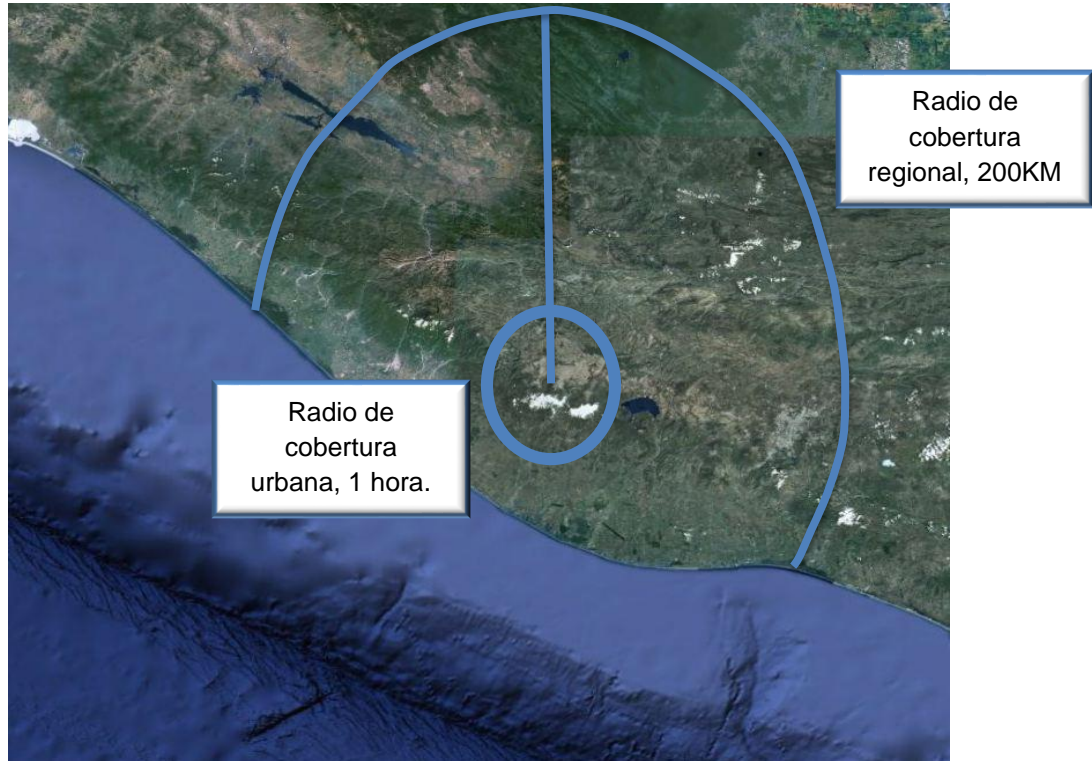 Radio de
cobertura
regional, 200KM
Radio de
cobertura
urbana, 1 hora.